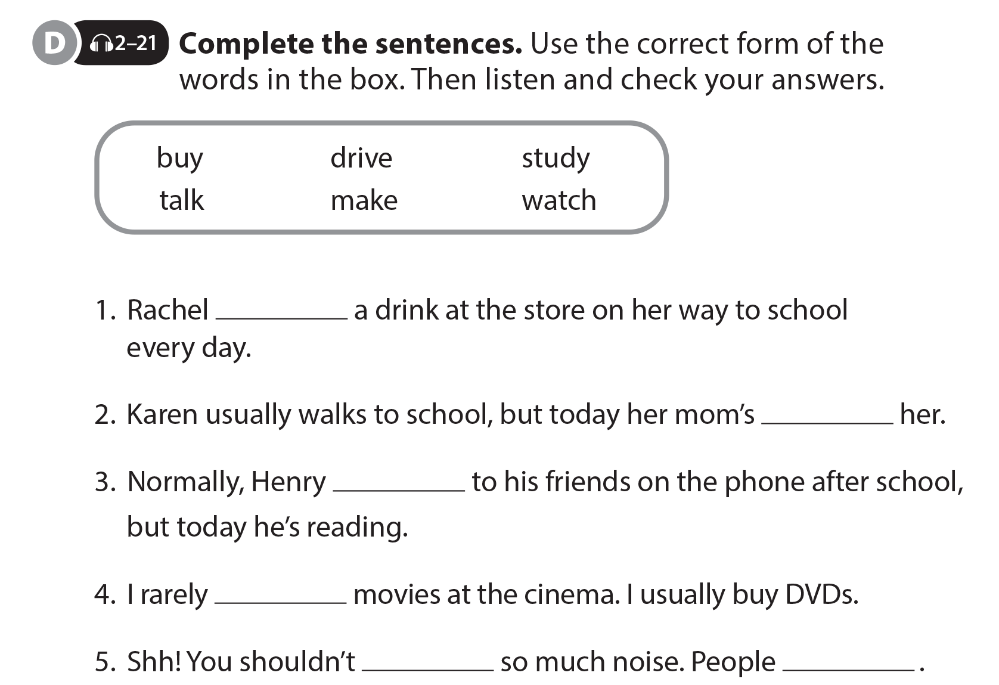 D 2–21 Complete the sentences. Use the correct form of the
words in the box. Then listen and check your answers.
buy drive study
talk make watch
1. Rachel __________ a drink at the store on her way to school
every day.
2. Karen usually walks to school, but today her mom’s __________ her.
3. Normally, Henry __________ to his friends on the phone after school,
but today he’s reading.
4. I rarely __________ movies at the cinema. I usually buy DVDs.
5. Shh! You shouldn’t __________ so much noise. People __________ .